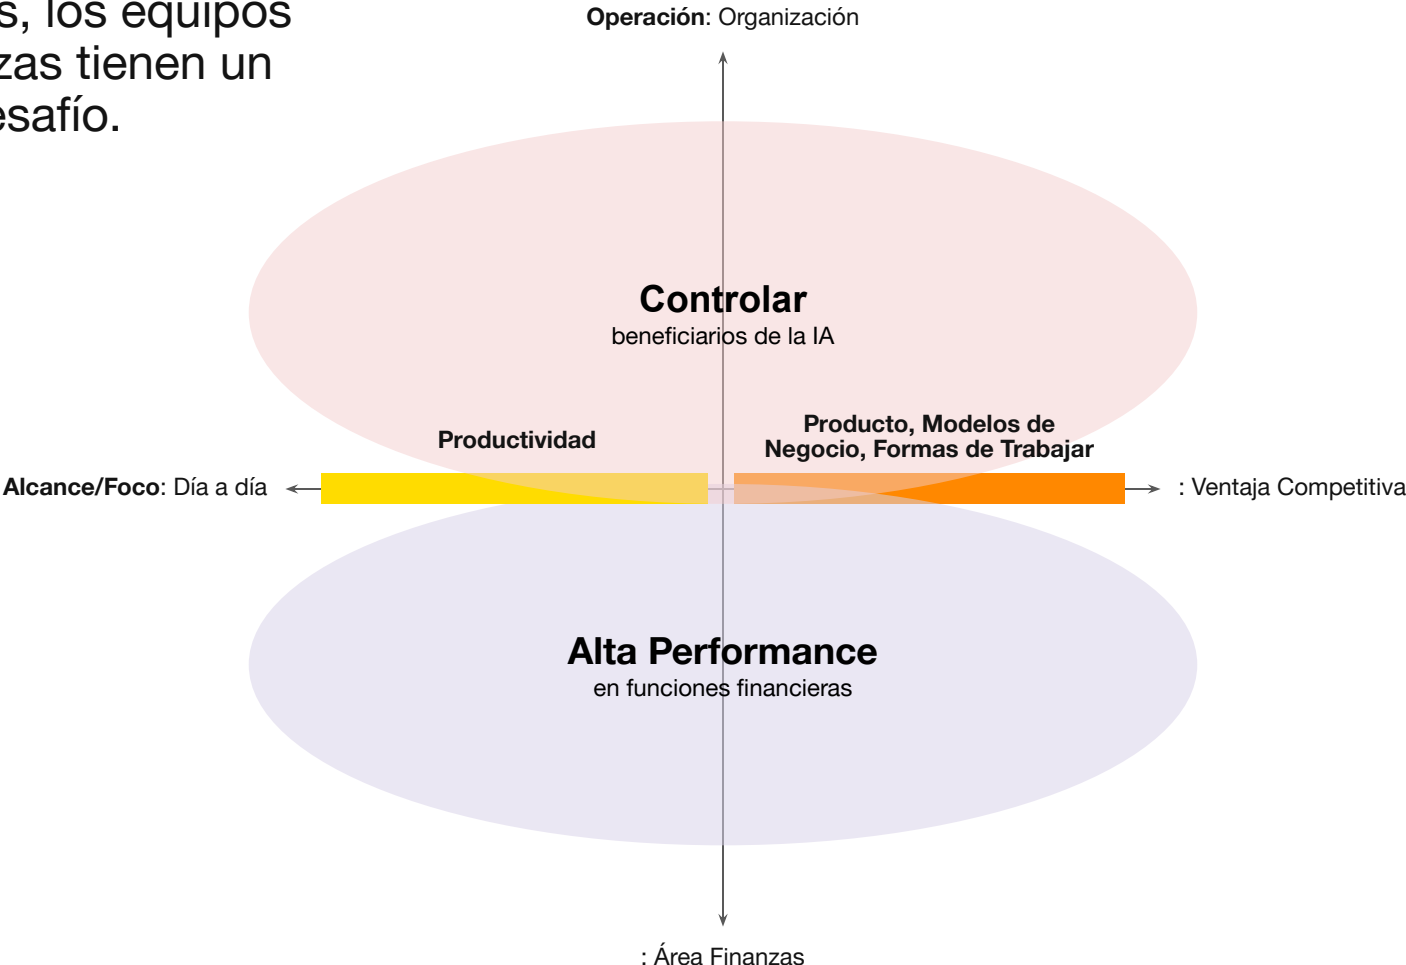 s, los equipos
zas tienen un
esafío.
Operación: Organización
Controlar
beneficiarios de la IA
Productividad
Producto, Modelos de
Negocio, Formas de Trabajar
Alcance/Foco: Día a día
: Ventaja Competitiva
Alta Performance
en funciones financieras
: Área Finanzas